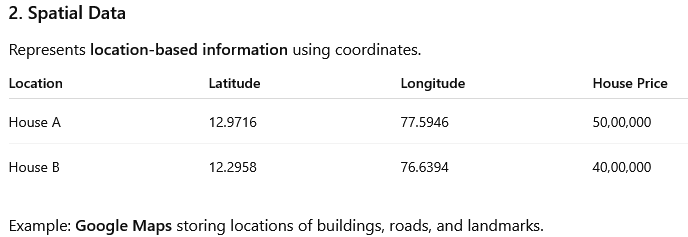 2. Spatial Data
Represents location-based information using coordinates.
Location Latitude Longitude House Price
House A 12.9716 77.5946 50,00,000
House B 12.2958 76.6394 40,00,000
Example: Google Maps storing locations of buildings, roads, and landmarks.